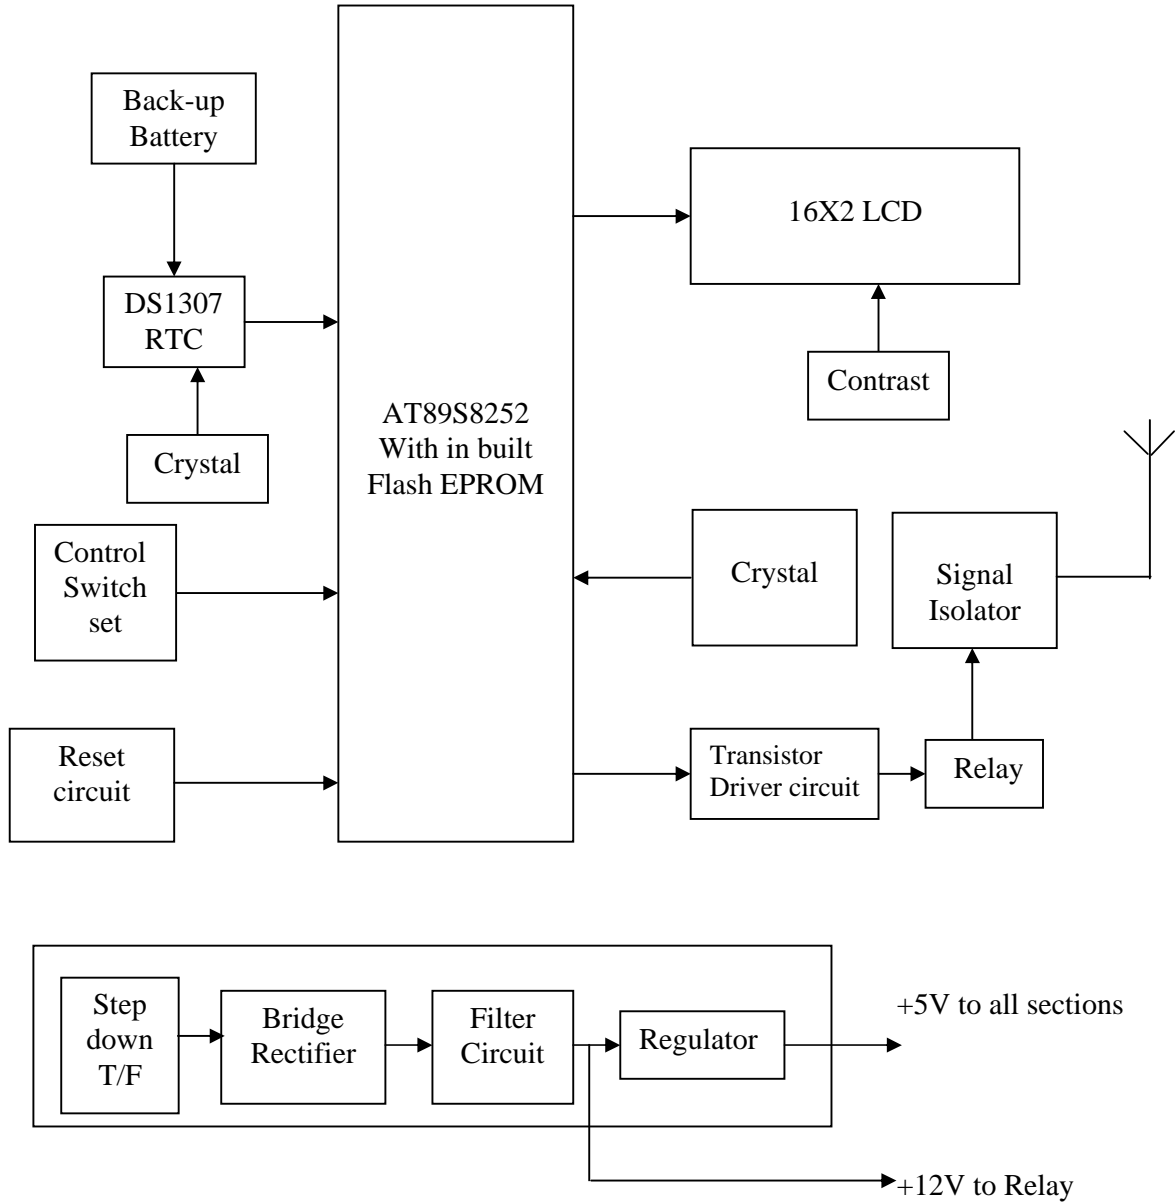 Back-up
Battery
DS1307
RTC
Crystal
Control
Switch
set
Reset
circuit
AT89S8252
With in built
Flash EPROM
16X2 LCD
Contrast
Crystal
Signal
Isolator
Transistor
Driver circuit
Relay
Step
down
T/F
Bridge
Rectifier
Filter
Circuit
Regulator
+5V to all sections
+12V to Relay